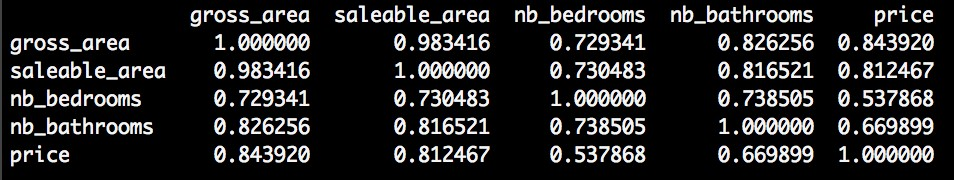 gross_area saleable_area nb_bedrooms nb_bathrooms price
gross_area 1.000000 0.983416 0.729341 0.826256 0.843920
saleable_area 0.983416 1.000000 0.730483 0.816521 0.812467
nb_bedrooms 0.729341 0.730483 1.000000 0.738505 0.537868
nb_bathrooms 0.826256 0.816521 0.738505 1.000000 0.669899
price 0.843920 0.812467 0.537868 0.669899 1.000000